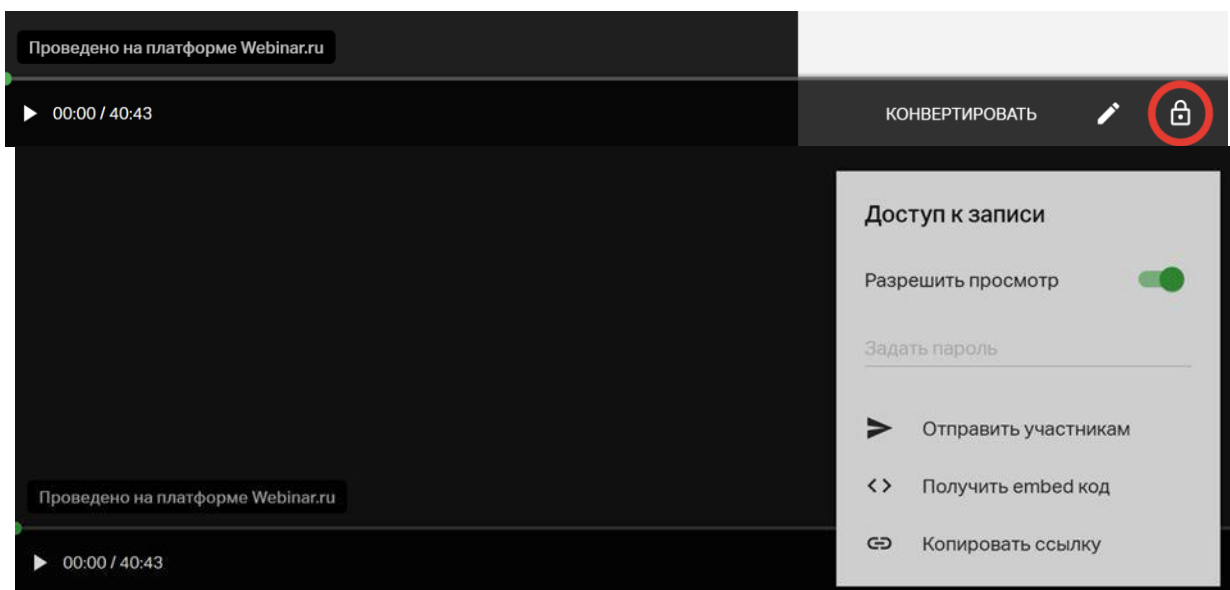 Проведено на платформе Webinar.ru
00:00 / 40:43
КОНВЕРТИРОВАТЬ
Доступ к записи
Разрешить просмотр
Задать пароль
Отправить участникам
Получить embed код
Копировать ссылку
Проведено на платформе Webinar.ru
00:00 / 40:43